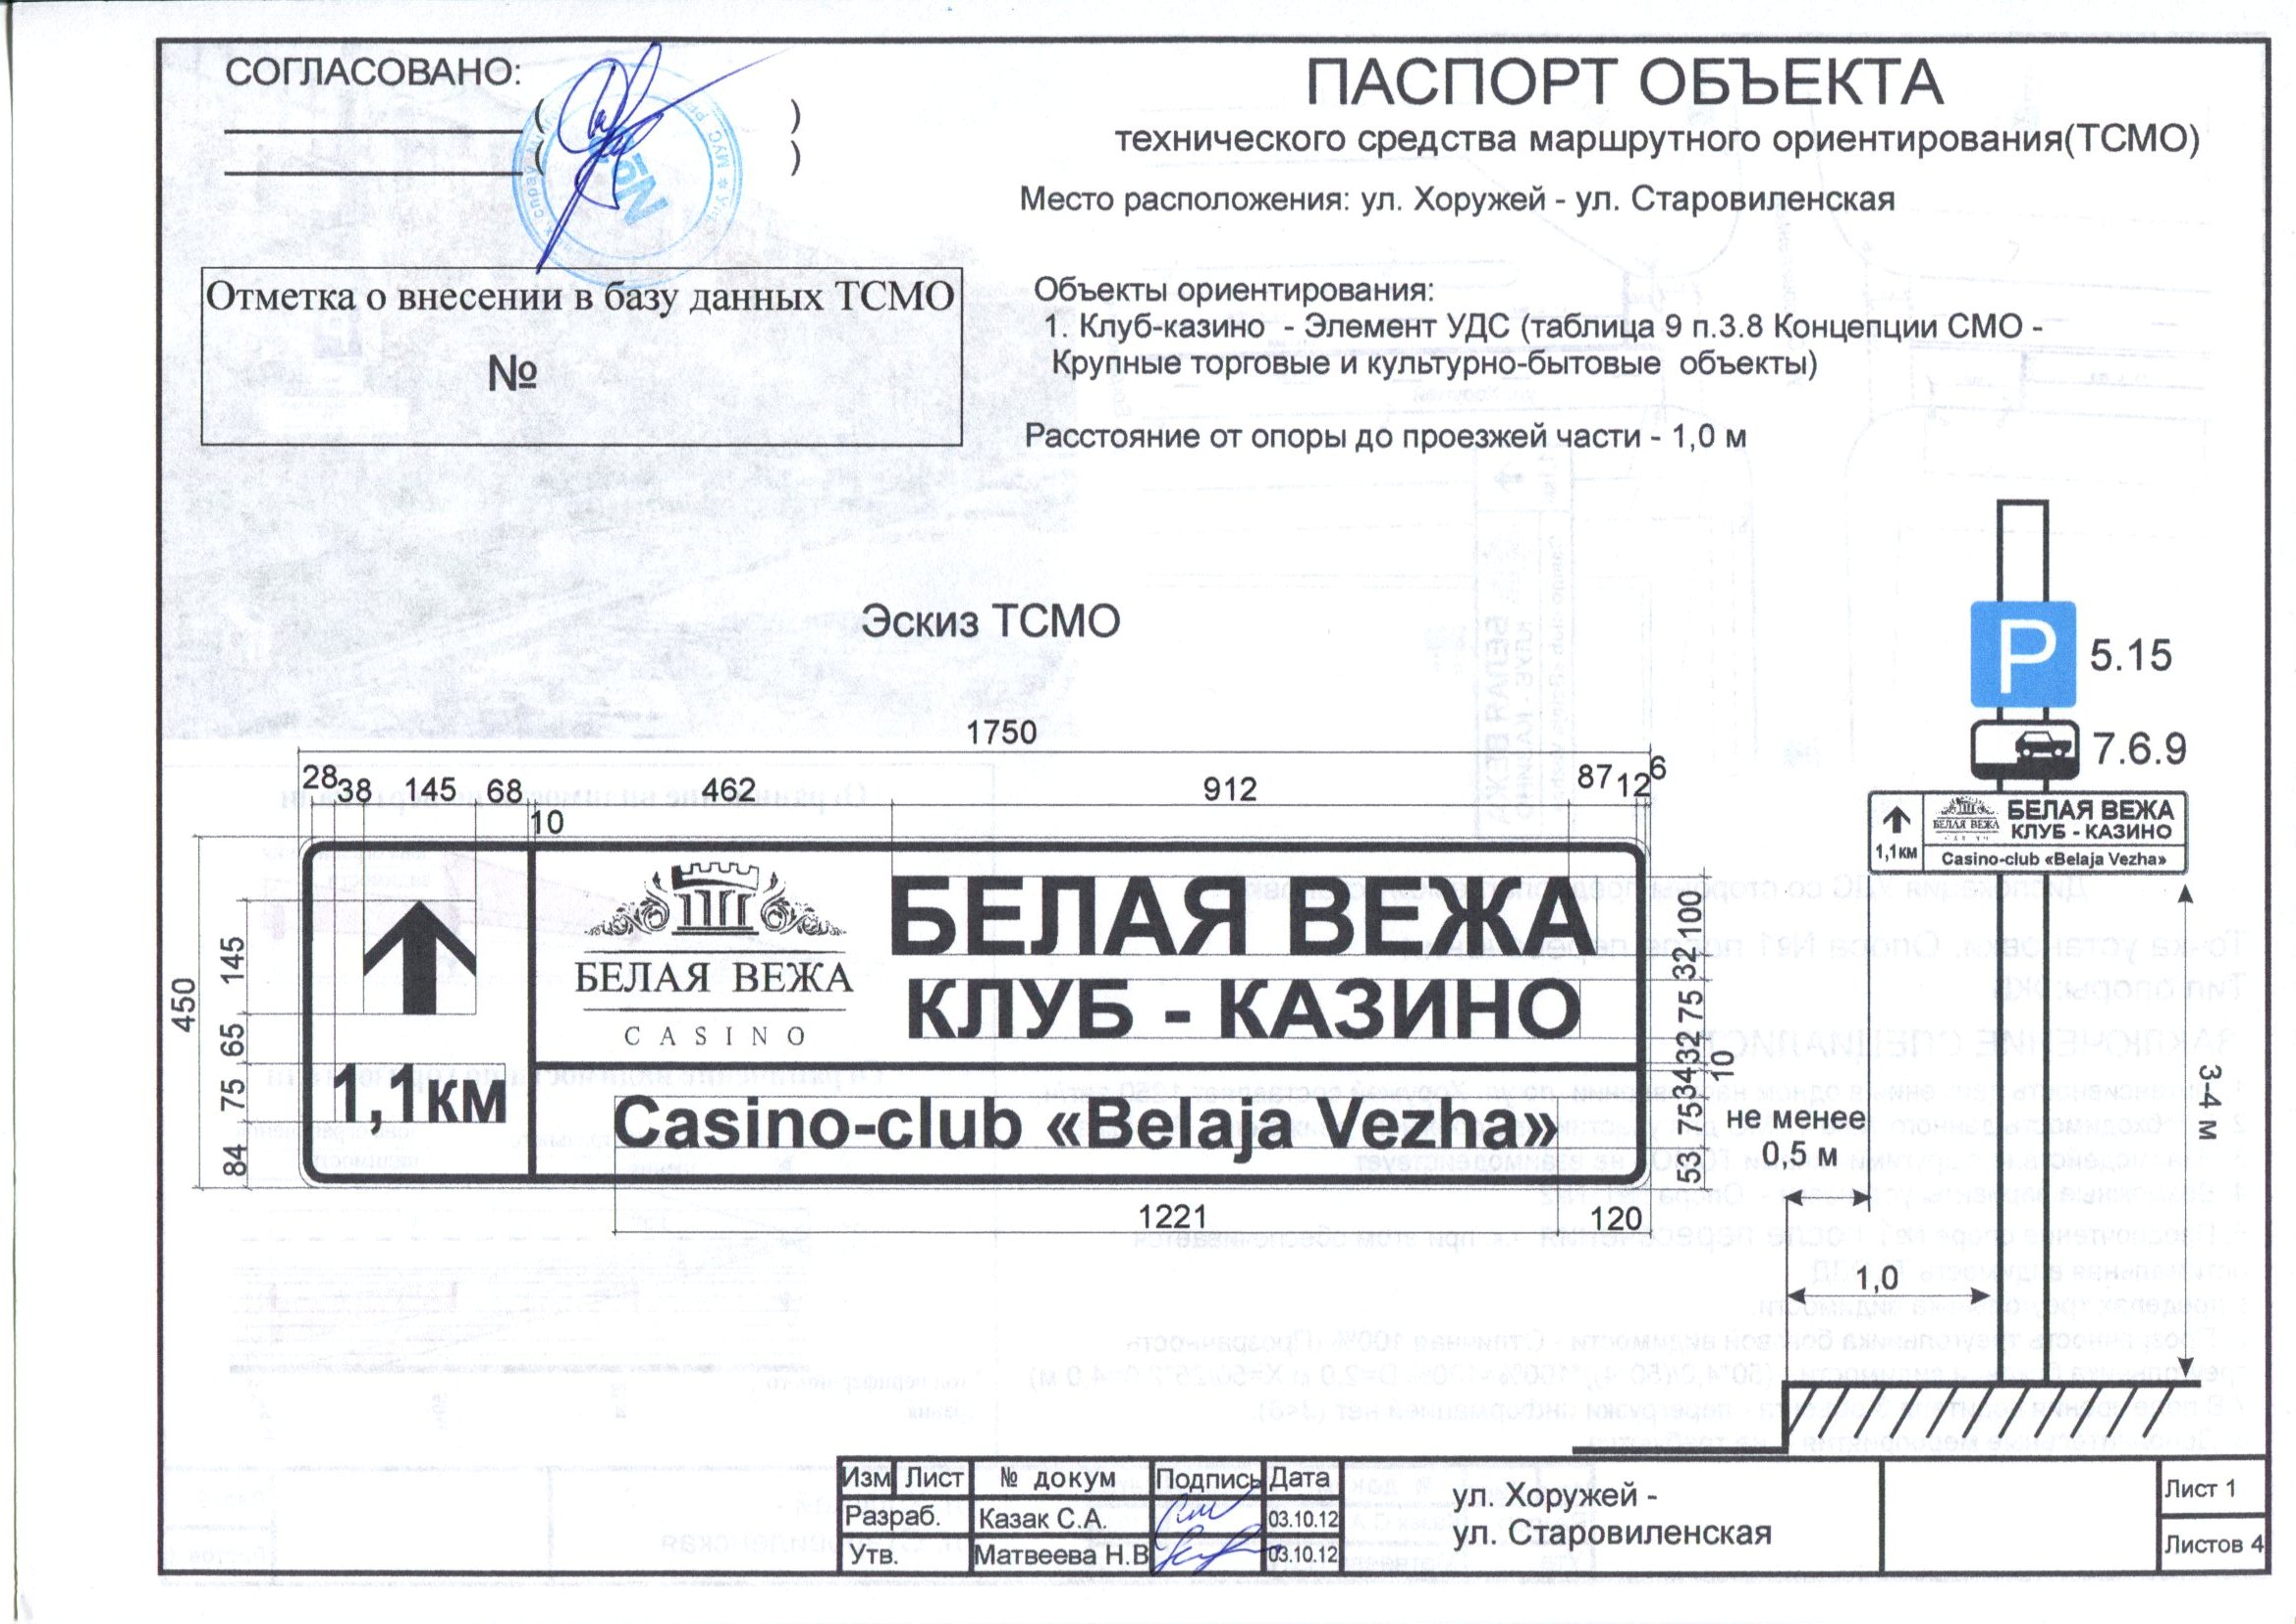 СОГЛАСОВАНО:
( )
( )
№2
МУС
Отметка о внесении в базу данных ТСМО
№
ПАСПОРТ ОБЪЕКТА
технического средства маршрутного ориентирования(ТСМО)
Место расположения: ул. Хоружей - ул. Старовиленская
Объекты ориентирования:
1. Клуб-казино - Элемент УДС (таблица 9 п.3.8 Концепции СМО -
Крупные торговые и культурно-бытовые объекты)
Расстояние от опоры до проезжей части - 1,0 м
Эскиз ТСМО
1750
28 38 145 68 10 462 912 87 12 6
450
145 65 75 84
1,1км
БЕЛАЯ ВЕЖА
CASINO
БЕЛАЯ ВЕЖА
КЛУБ - КАЗИНО
Casino-club «Belaja Vezha»
100 32 75 32 10 34 75 53
1221 120
P 5.15
7.6.9
1,1км
БЕЛАЯ ВЕЖА
БЕЛАЯ ВЕЖА
КЛУБ - КАЗИНО
Casino-club «Belaja Vezha»
не менее
0,5 м
1,0
3-4 м
Изм Лист № докум Подпись Дата
Разраб. Казак С.А. 03.10.12
Утв. Матвеева Н.В 03.10.12
ул. Хоружей -
ул. Старовиленская
Лист 1
Листов 4